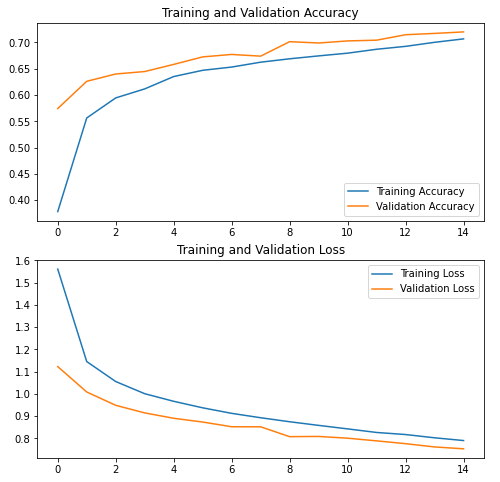 Training and Validation Accuracy
0.70
0.65
0.60
0.55
0.50
0.45
0.40
Training Accuracy
Validation Accuracy
0 2 4 6 8 10 12 14
Training and Validation Loss
1.6
1.5
1.4
1.3
1.2
1.1
1.0
0.9
0.8
Training Loss
Validation Loss
0 2 4 6 8 10 12 14